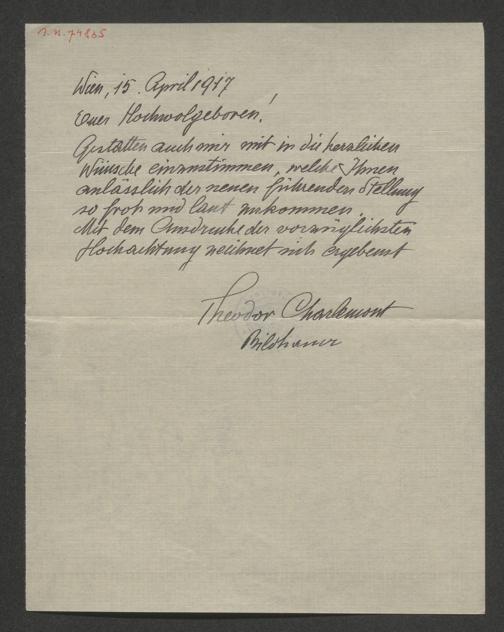 I.N. 74865
Wien, 15. April 1917
Euer Hochwolgeboren!
Gestatten auch mir mit in die herzlichen
Wünsche einzustimmen, welche Ihnen
anlässlich der neuen führenden Stellung
so froh und laut zukommen.
Mit dem Ausdrucke der vorzüglichsten
Hochachtung zeichnet sich ergebenst
Theodor Charlemont
Bildhauer